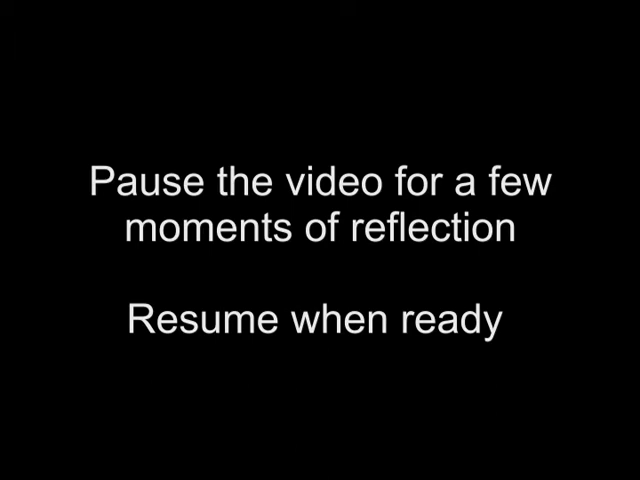 Pause the video for a few
moments of reflection
Resume when ready